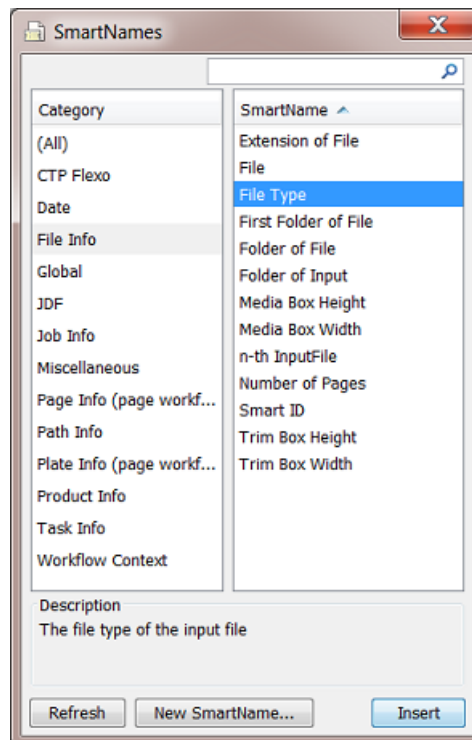 SmartNames
X
Category
(All)
CTP Flexo
Date
File Info
Global
JDF
Job Info
Miscellaneous
Page Info (page workf...
Path Info
Plate Info (page workf...
Product Info
Task Info
Workflow Context
SmartName
Extension of File
File
File Type
First Folder of File
Folder of File
Folder of Input
Media Box Height
Media Box Width
n-th InputFile
Number of Pages
Smart ID
Trim Box Height
Trim Box Width
Description
The file type of the input file
Refresh
New SmartName...
Insert